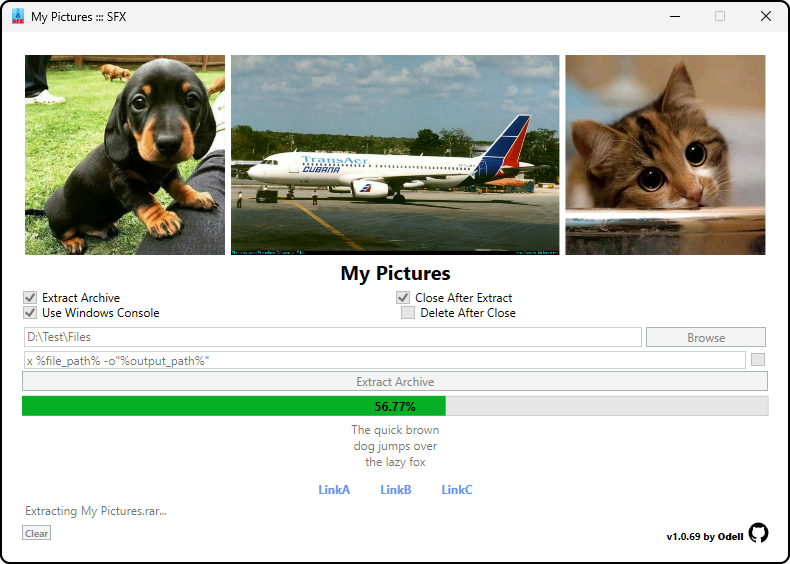 My Pictures ::: SFX
TransAer
CUBANA
My Pictures
Extract Archive
Close After Extract
Use Windows Console
Delete After Close
D:\Test\Files
Browse
x %file_path% -o"%output_path%"
Extract Archive
56.77%
The quick brown
dog jumps over
the lazy fox
LinkA LinkB LinkC
Extracting My Pictures.rar...
Clear
v1.0.69 by Odell